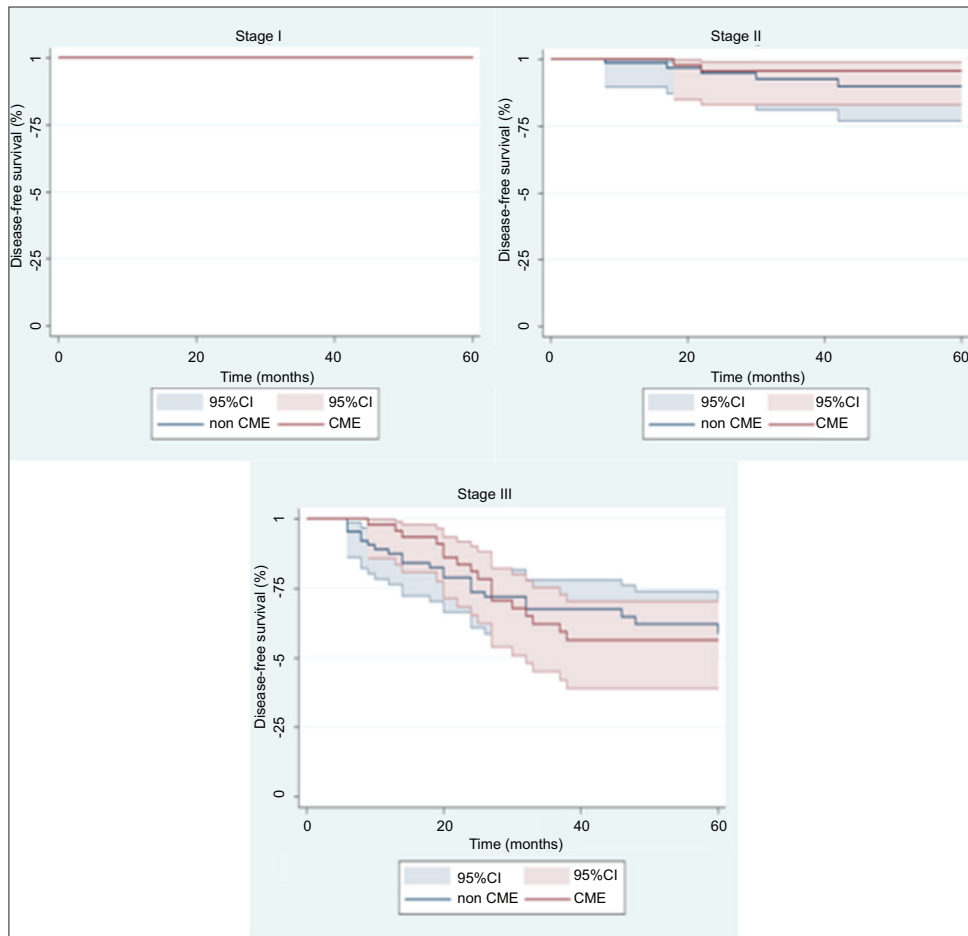 Stage I
Disease-free survival (%)
1
-75
-5
-25
0
0 20 40 60
Time (months)
95%CI 95%CI
non CME CME
Stage II
Disease-free survival (%)
1
-75
-5
-25
0
0 20 40 60
Time (months)
95%CI 95%CI
non CME CME
Stage III
Disease-free survival (%)
1
-75
-5
-25
0
0 20 40 60
Time (months)
95%CI 95%CI
non CME CME